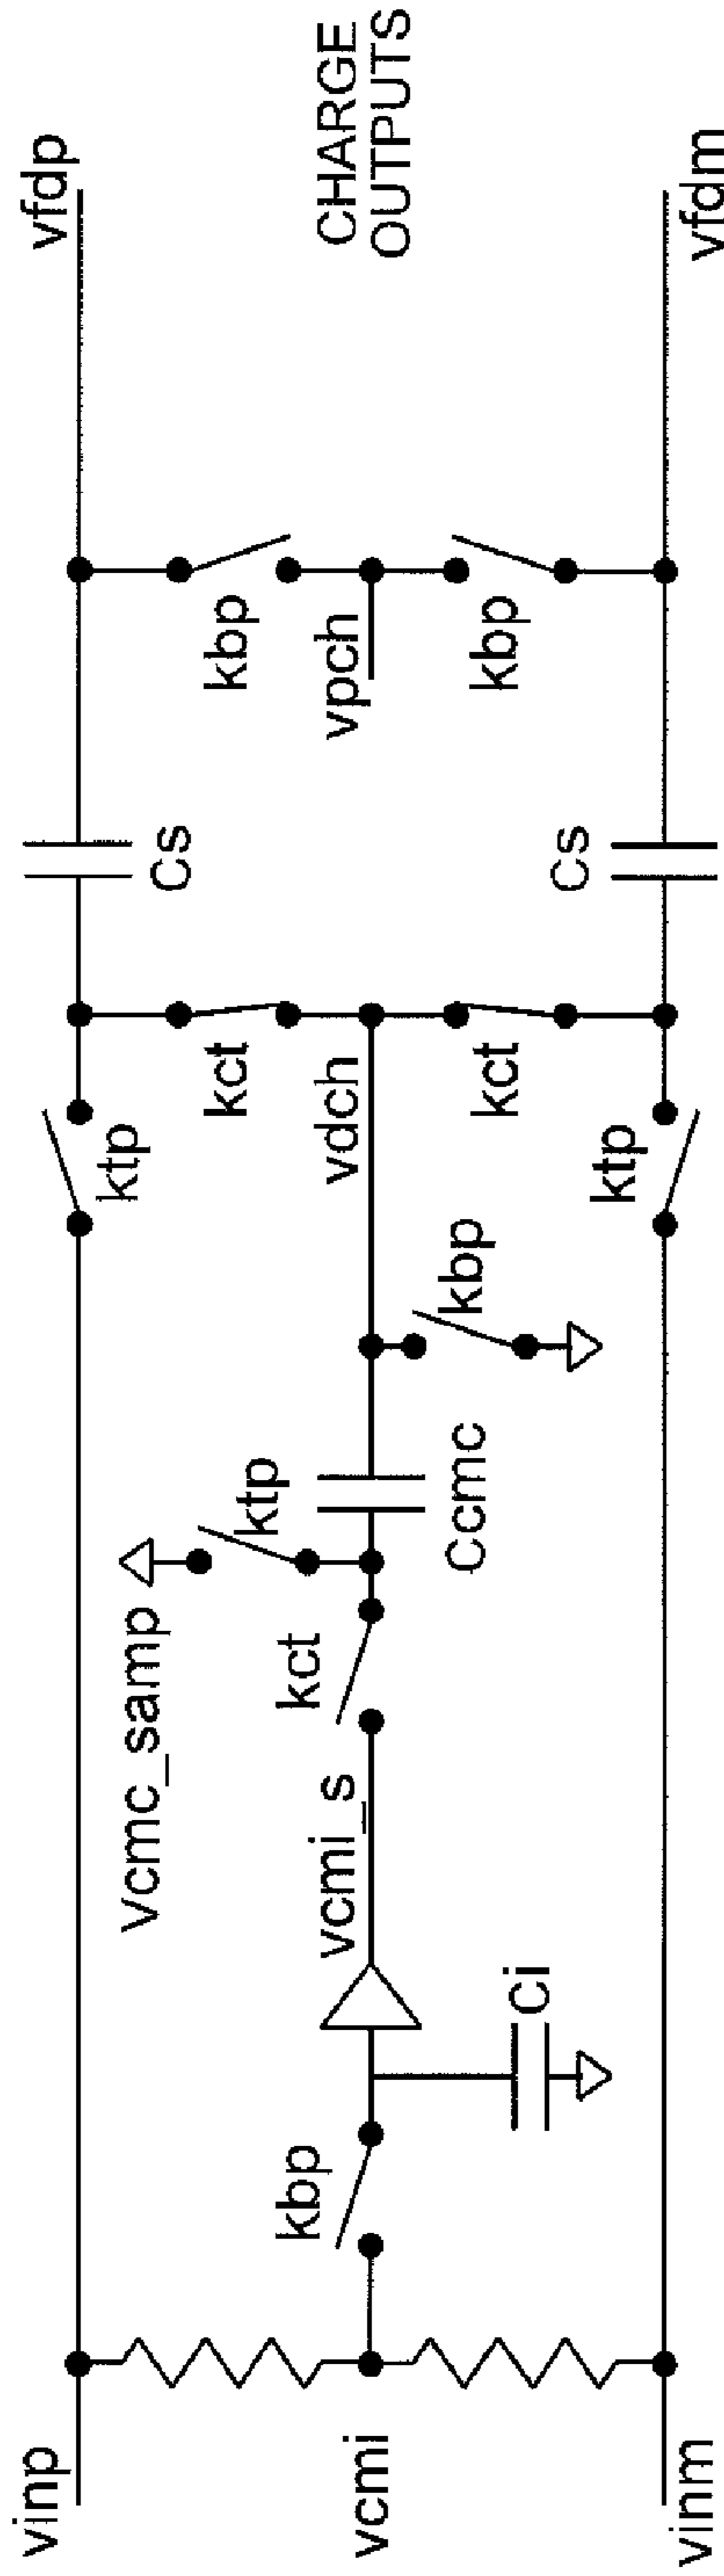 vinp
vcmi
vinm
kbp
Ci
vcmi_s
vcmc_samp
kct
ktp
Ccmc
kbp
ktp
ktp
vdch
kct
kct
Cs
Cs
kbp
vpch
kbp
vfdp
CHARGE
OUTPUTS
vfdm